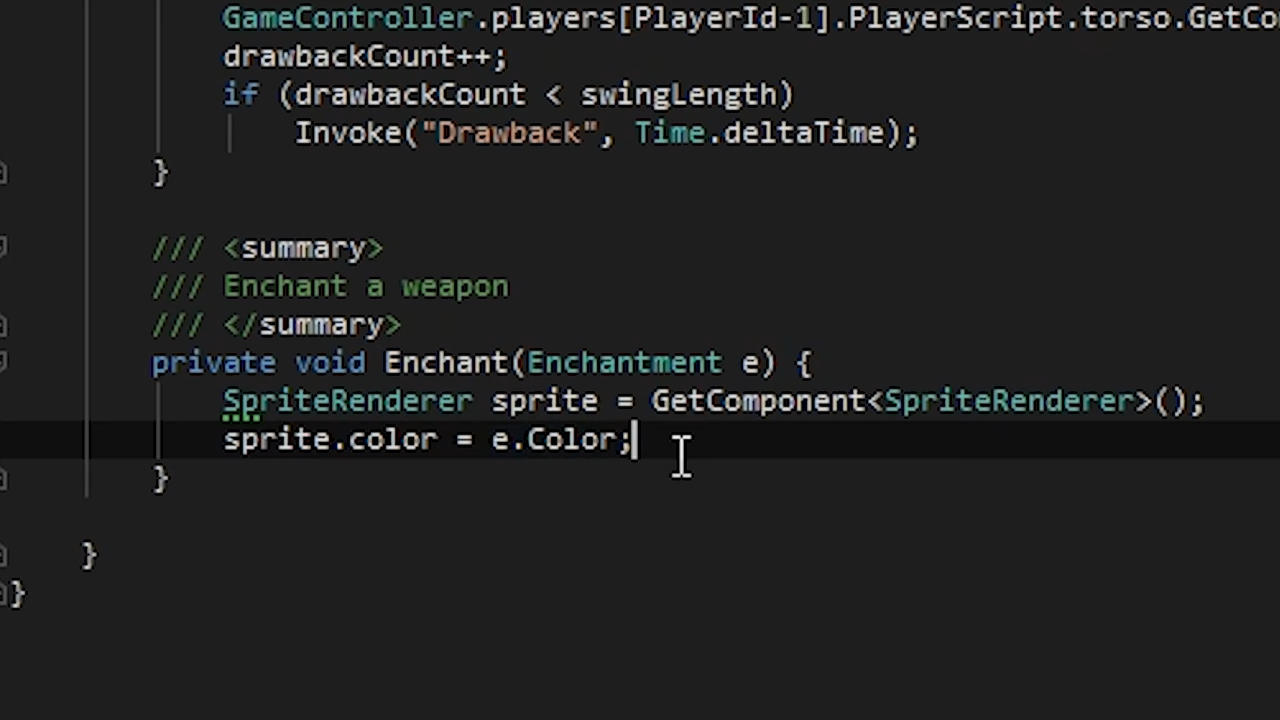 GameController.players[PlayerId-1].PlayerScript.torso.GetCo
drawbackCount++;
if (drawbackCount < swingLength)
Invoke("Drawback", Time.deltaTime);
}
/// <summary>
/// Enchant a weapon
/// </summary>
private void Enchant(Enchantment e) {
SpriteRenderer sprite = GetComponent<SpriteRenderer>();
sprite.color = e.Color;
}
}
}